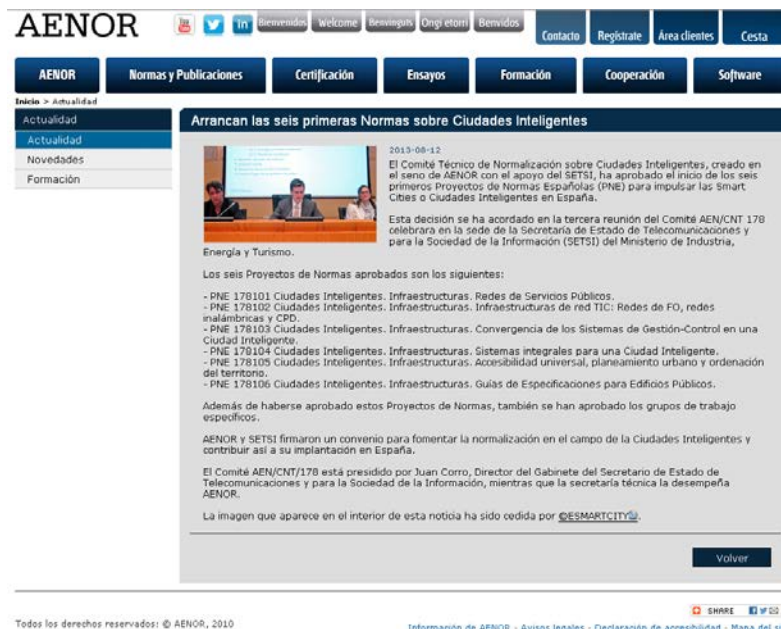 AENOR
You
in
Bienvenidos Welcome Benvinguts Ongi etorri Benvidos
Contacto Regístrate Área clientes Cesta
AENOR Normas y Publicaciones Certificación Ensayos Formación Cooperación Software
Inicio > Actualidad
Actualidad
Actualidad
Novedades
Formación
Arrancan las seis primeras Normas sobre Ciudades Inteligentes
2013-08-12
El Comité Técnico de Normalización sobre Ciudades Inteligentes, creado en
el seno de AENOR con el apoyo del SETSI, ha aprobado el inicio de los seis
primeros Proyectos de Normas Españolas (PNE) para impulsar las Smart
Cities o Ciudades Inteligentes en España.
Esta decisión se ha acordado en la tercera reunión del Comité AEN/CNT 178
celebrara en la sede de la Secretaría de Estado de Telecomunicaciones y
para la Sociedad de la Información (SETSI) del Ministerio de Industria,
Energía y Turismo.
Los seis Proyectos de Normas aprobados son los siguientes:
- PNE 178101 Ciudades Inteligentes. Infraestructuras. Redes de Servicios Públicos.
- PNE 178102 Ciudades Inteligentes. Infraestructuras. Infraestructuras de red TIC: Redes de FO, redes
inalámbricas y CPD.
- PNE 178103 Ciudades Inteligentes. Infraestructuras. Convergencia de los Sistemas de Gestión-Control en una
Ciudad Inteligente.
- PNE 178104 Ciudades Inteligentes. Infraestructuras. Sistemas integrales para una Ciudad Inteligente.
- PNE 178105 Ciudades Inteligentes. Infraestructuras. Accesibilidad universal, planeamiento urbano y ordenación
del territorio.
- PNE 178106 Ciudades Inteligentes. Infraestructuras. Guías de Especificaciones para Edificios Públicos.
Además de haberse aprobado estos Proyectos de Normas, también se han aprobado los grupos de trabajo
específicos.
AENOR y SETSI firmaron un convenio para fomentar la normalización en el campo de la Ciudades Inteligentes y
contribuir así a su implantación en España.
El Comité AEN/CNT/178 está presidido por Juan Corro, Director del Gabinete del Secretario de Estado de
Telecomunicaciones y para la Sociedad de la Información, mientras que la secretaría técnica la desempeña
AENOR.
La imagen que aparece en el interior de esta noticia ha sido cedida por ©ESMARTCITY.
Volver
SHARE
Todos los derechos reservados: © AENOR, 2010
Información de AENOR - Avisos legales - Declaración de accesibilidad - Mapa del